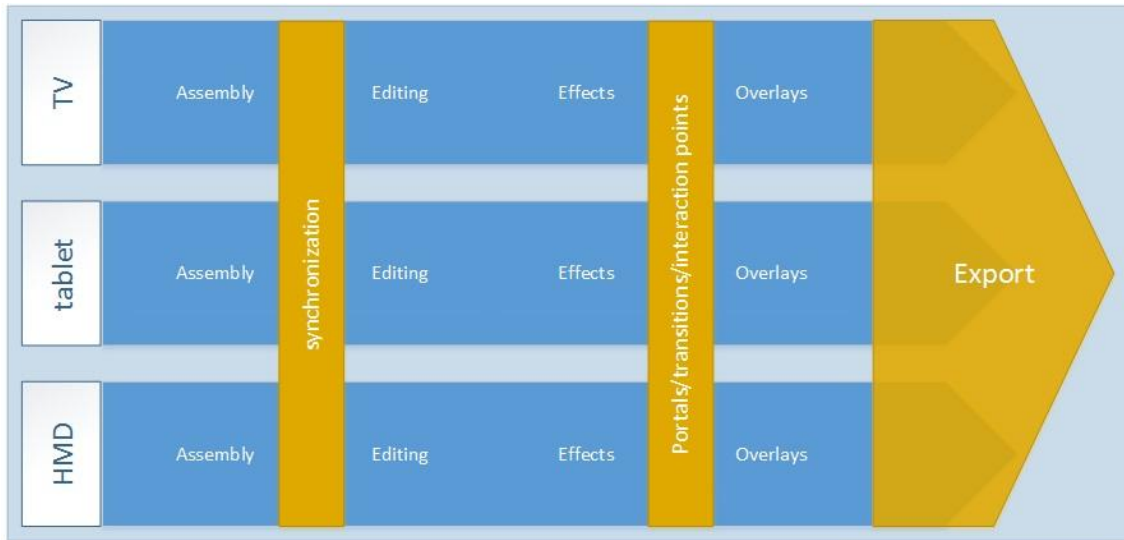 TV
Assembly
synchronization
Editing
Effects
Portals/transitions/interaction points
Overlays
Export
tablet
Assembly
Editing
Effects
Overlays
HMD
Assembly
Editing
Effects
Overlays